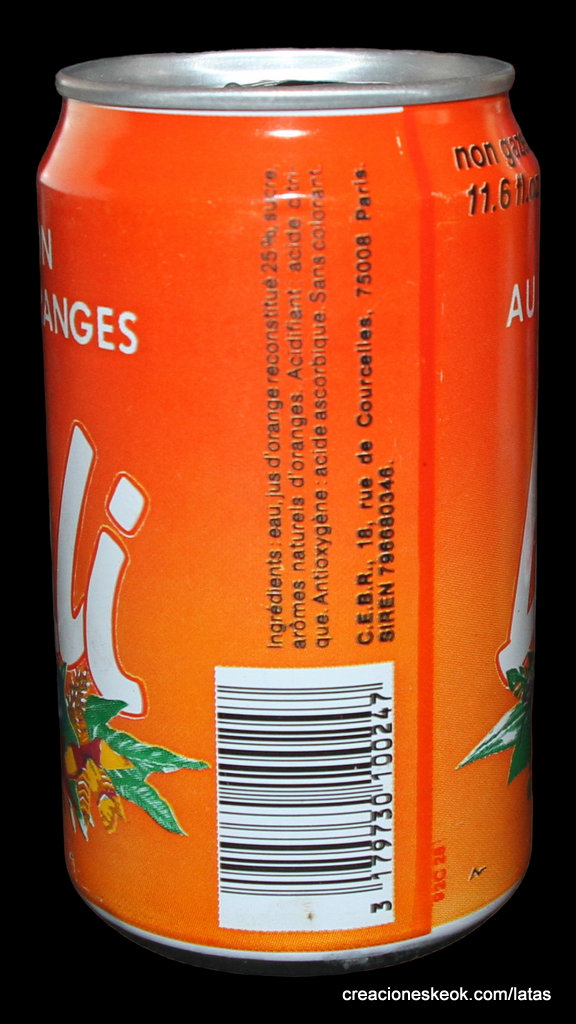 N
ANGES
li
non
11.6 fl.oz
AU
Ingrédients : eau, jus d'orange reconstitué 25 %, sucre,
arômes naturels d'oranges. Acidifiant : acide citri
que. Antioxygène : acide ascorbique. Sans colorant.
C.E.B.R., 18, rue de Courcelles, 75008 Paris.
SIREN 796680346.
3 179730 100247
creacioneskeok.com/latas